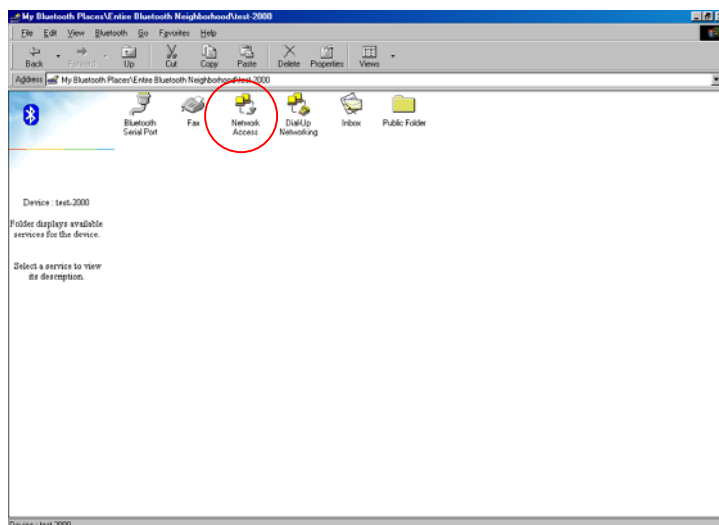 My Bluetooth Places\Entire Bluetooth Neighborhood\test-2000
File Edit View Bluetooth Go Favorites Help
Back Forward Up Cut Copy Paste Delete Properties Views
Address My Bluetooth Places\Entire Bluetooth Neighborhood\test-2000
Bluetooth Serial Port
Fax
Network Access
Dial-Up Networking
Inbox
Public Folder
Device : test-2000
Folder displays available
services for the device.
Select a service to view
its description.
Device : test-2000